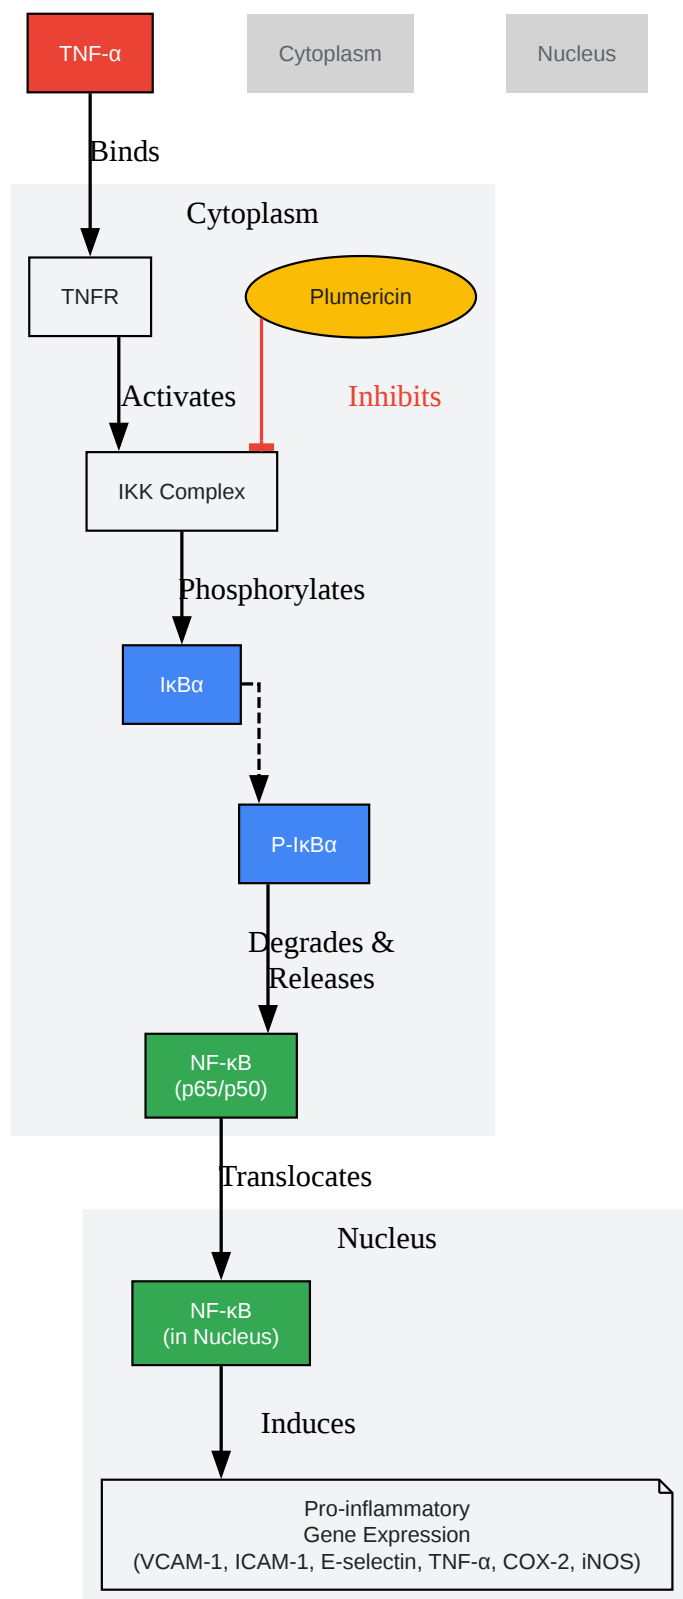 TNF-α
Cytoplasm
Nucleus
Binds
Cytoplasm
TNFR
Plumericin
Activates
Inhibits
IKK Complex
Phosphorylates
IκBα
P-IκBα
Degrades &
Releases
NF-κB
(p65/p50)
Translocates
Nucleus
NF-κB
(in Nucleus)
Induces
Pro-inflammatory
Gene Expression
(VCAM-1, ICAM-1, E-selectin, TNF-α, COX-2, iNOS)